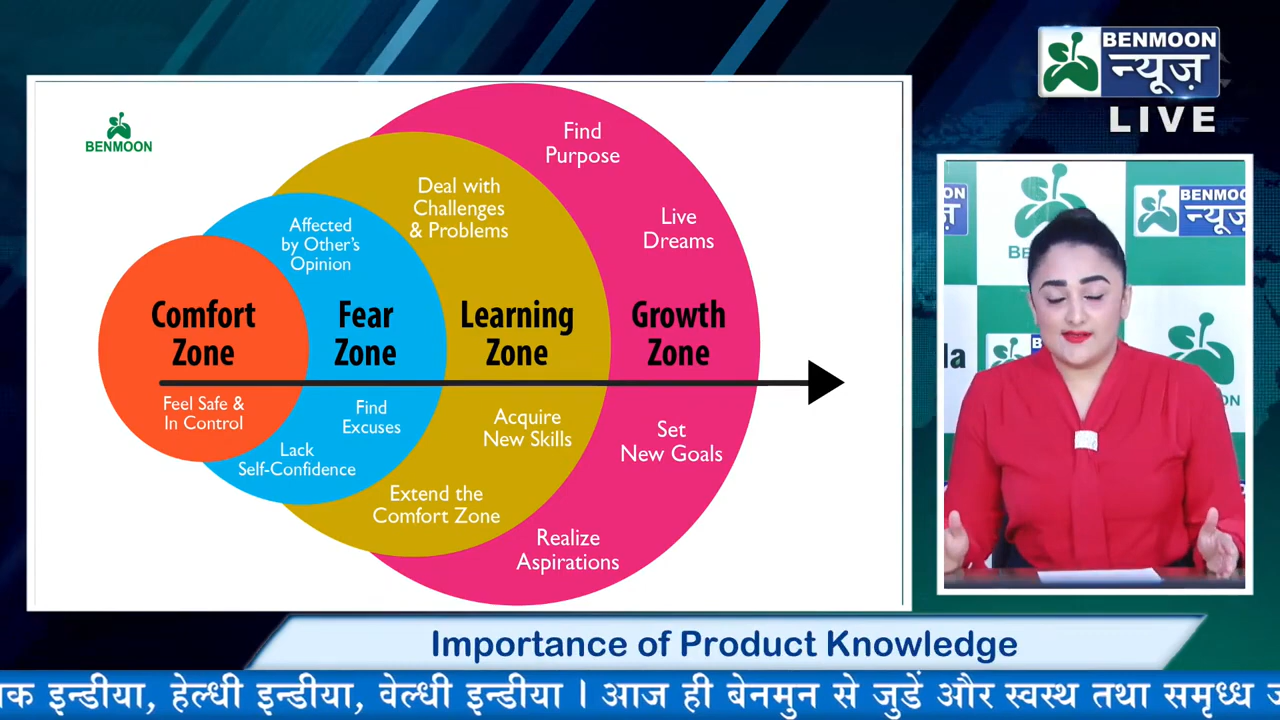 BENMOON
न्यूज़
LIVE
BENMOON
Find
Purpose
Deal with
Challenges
& Problems
Live
Dreams
Affected
by Other's
Opinion
Comfort
Zone
Fear
Zone
Learning
Zone
Growth
Zone
Feel Safe &
In Control
Find
Excuses
Lack
Self-Confidence
Acquire
New Skills
Set
New Goals
Extend the
Comfort Zone
Realize
Aspirations
Importance of Product Knowledge
इन्डीया, हेल्धी इन्डीया, वेल्धी इन्डीया । आज ही बेनमुन से जुडें और स्वस्थ तथा समृध्ध